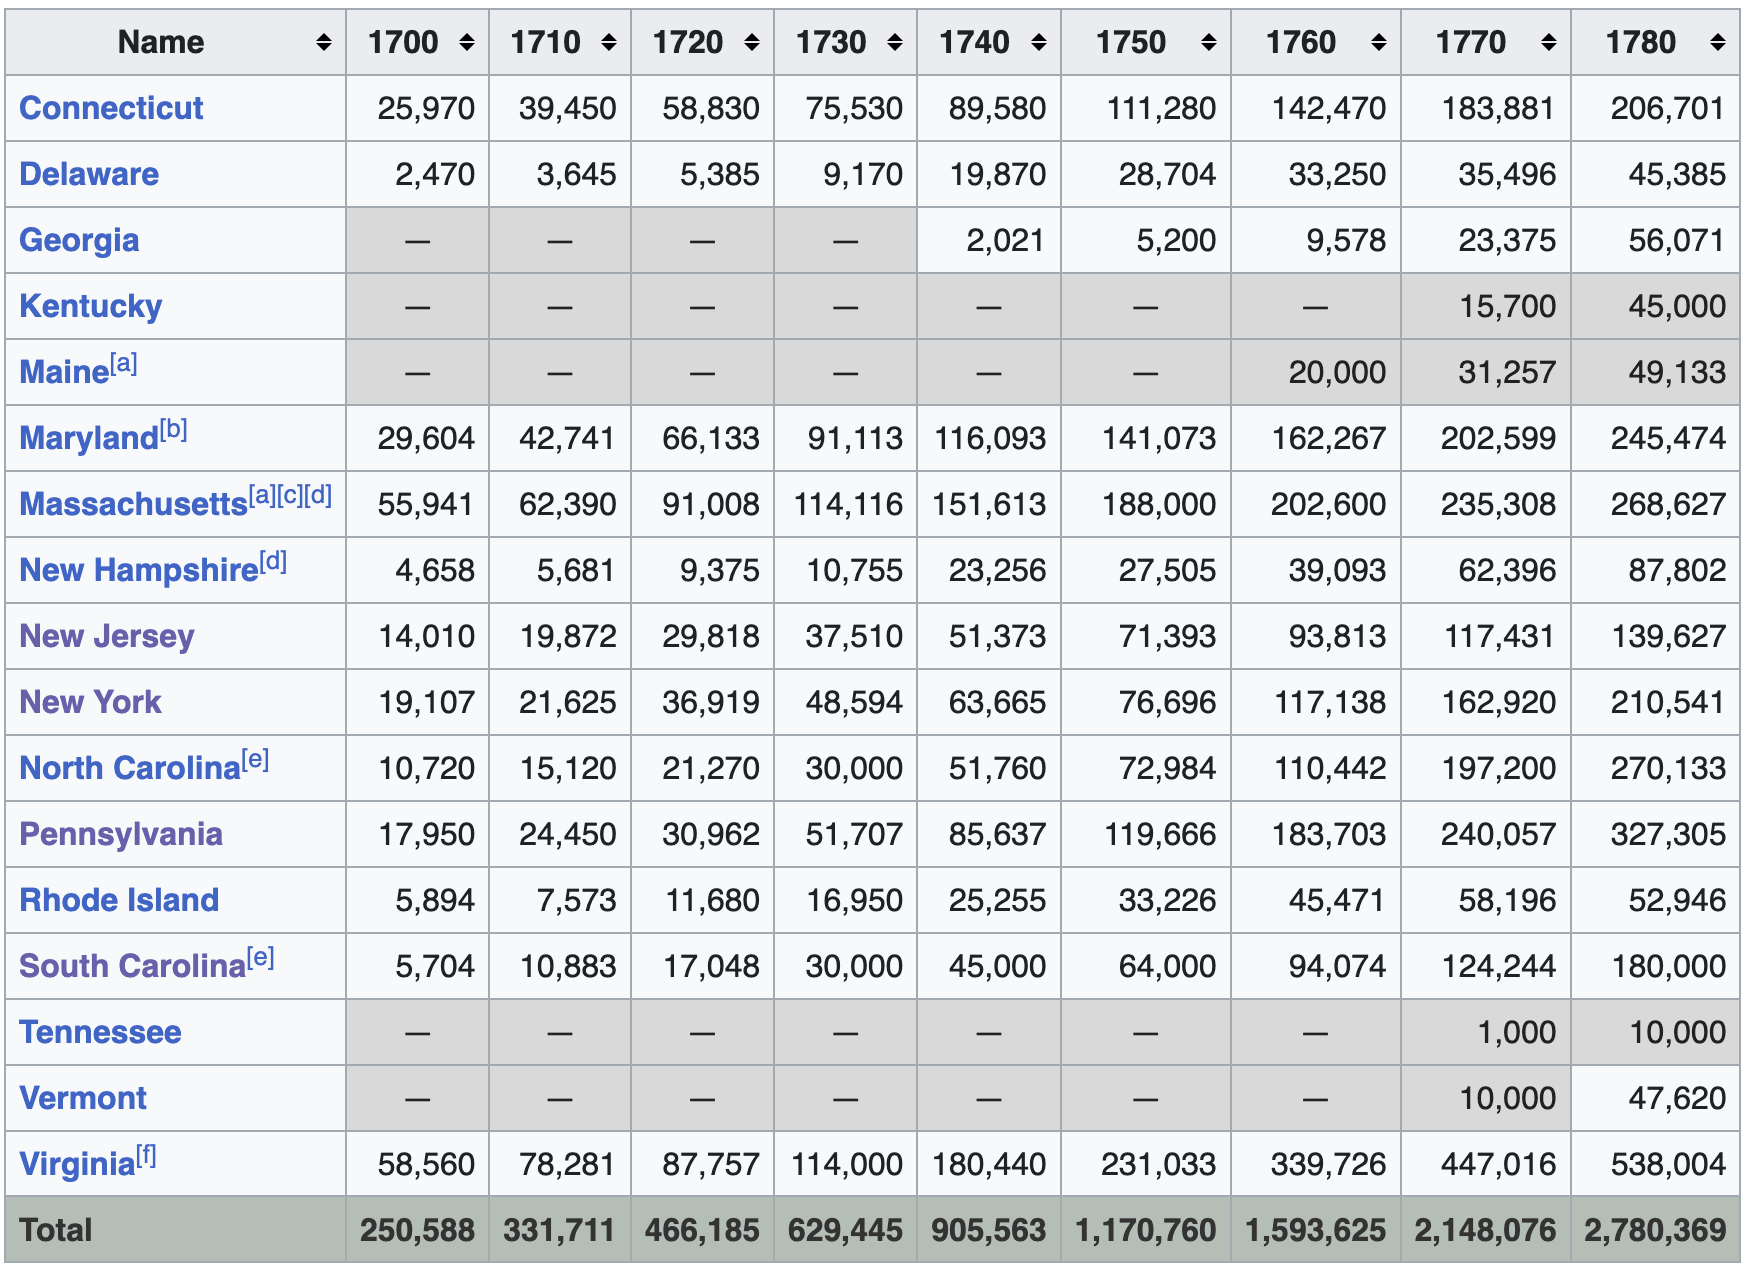 Name 1700 1710 1720 1730 1740 1750 1760 1770 1780
Connecticut 25,970 39,450 58,830 75,530 89,580 111,280 142,470 183,881 206,701
Delaware 2,470 3,645 5,385 9,170 19,870 28,704 33,250 35,496 45,385
Georgia — — — — 2,021 5,200 9,578 23,375 56,071
Kentucky — — — — — — — 15,700 45,000
Maine[a] — — — — — — 20,000 31,257 49,133
Maryland[b] 29,604 42,741 66,133 91,113 116,093 141,073 162,267 202,599 245,474
Massachusetts[a][c][d] 55,941 62,390 91,008 114,116 151,613 188,000 202,600 235,308 268,627
New Hampshire[d] 4,658 5,681 9,375 10,755 23,256 27,505 39,093 62,396 87,802
New Jersey 14,010 19,872 29,818 37,510 51,373 71,393 93,813 117,431 139,627
New York 19,107 21,625 36,919 48,594 63,665 76,696 117,138 162,920 210,541
North Carolina[e] 10,720 15,120 21,270 30,000 51,760 72,984 110,442 197,200 270,133
Pennsylvania 17,950 24,450 30,962 51,707 85,637 119,666 183,703 240,057 327,305
Rhode Island 5,894 7,573 11,680 16,950 25,255 33,226 45,471 58,196 52,946
South Carolina[e] 5,704 10,883 17,048 30,000 45,000 64,000 94,074 124,244 180,000
Tennessee — — — — — — — 1,000 10,000
Vermont — — — — — — — 10,000 47,620
Virginia[f] 58,560 78,281 87,757 114,000 180,440 231,033 339,726 447,016 538,004
Total 250,588 331,711 466,185 629,445 905,563 1,170,760 1,593,625 2,148,076 2,780,369